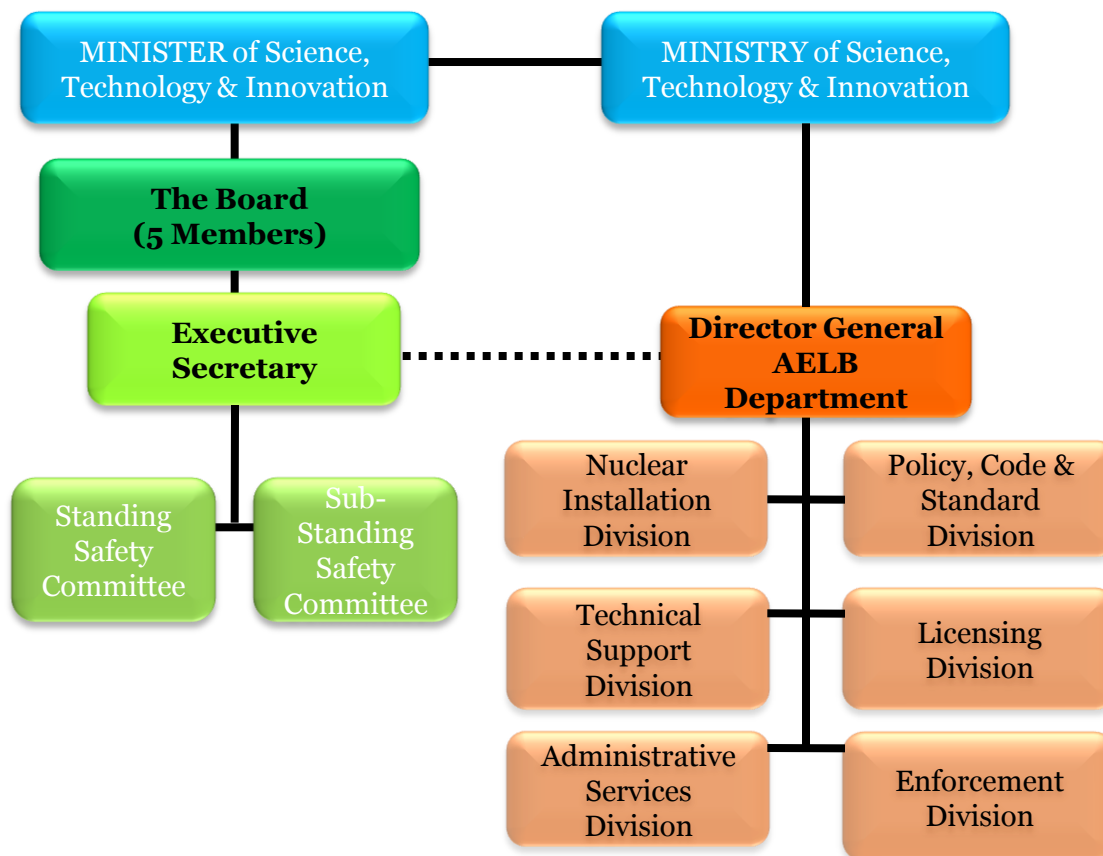 MINISTER of Science,
Technology & Innovation
MINISTRY of Science,
Technology & Innovation
The Board
(5 Members)
Executive
Secretary
Director General
AELB
Department
Standing
Safety
Committee
Sub-
Standing
Safety
Committee
Nuclear
Installation
Division
Policy, Code &
Standard
Division
Technical
Support
Division
Licensing
Division
Administrative
Services
Division
Enforcement
Division